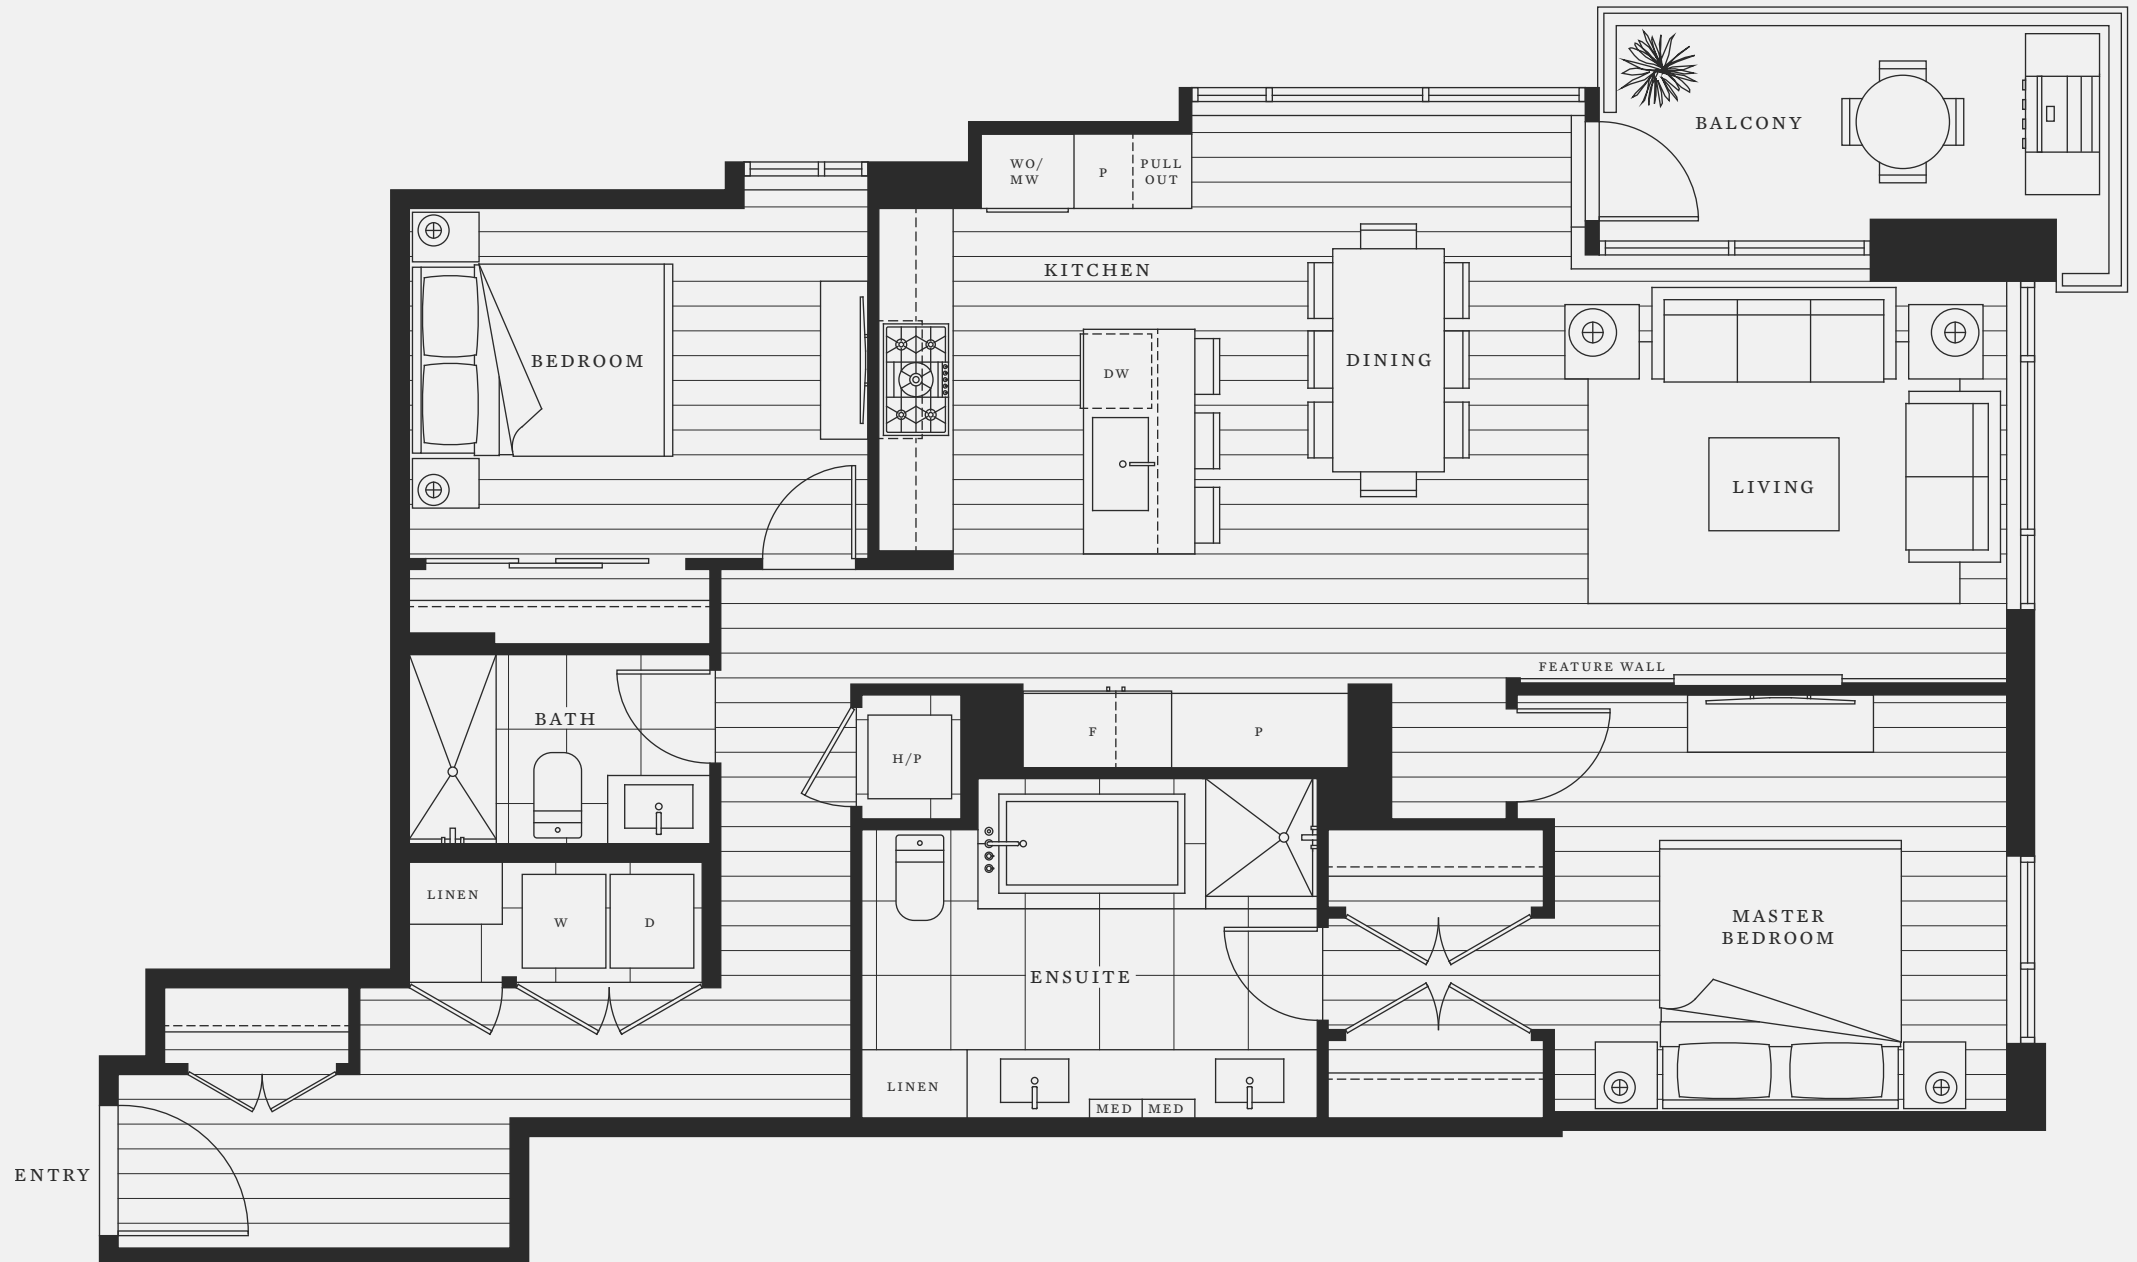 BALCONY
WO/
MW
P
PULL
OUT
KITCHEN
BEDROOM
DINING
DW
LIVING
FEATURE WALL
BATH
F
P
H/P
LINEN
W
D
MASTER
BEDROOM
ENSUITE
LINEN
MED
MED
ENTRY